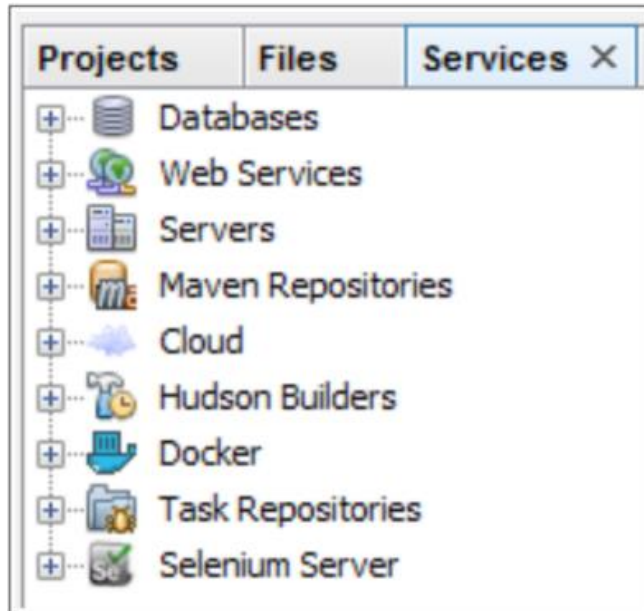 Projects Files Services
Databases
Web Services
Servers
Maven Repositories
Cloud
Hudson Builders
Docker
Task Repositories
Selenium Server